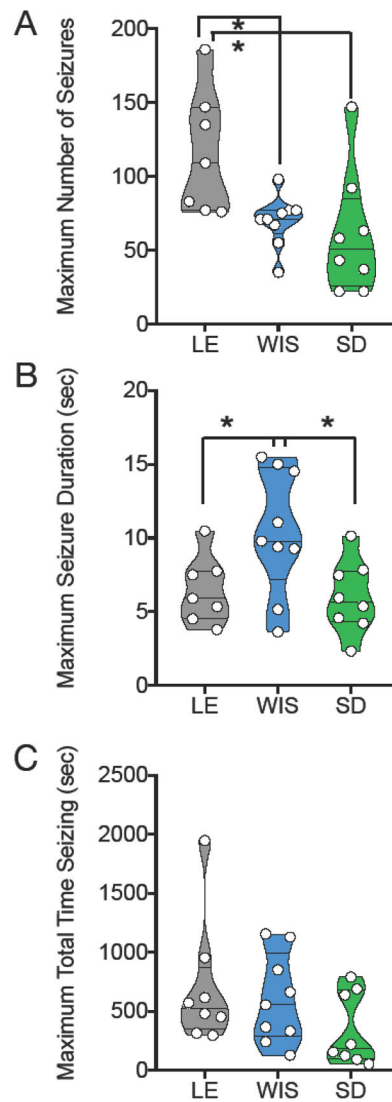 A
Maximum Number of Seizures
200
150
100
50
0
*
*
LE WIS SD
B
Maximum Seizure Duration (sec)
20
15
10
5
0
* *
LE WIS SD
C
Maximum Total Time Seizing (sec)
2500
2000
1500
1000
500
0
LE WIS SD